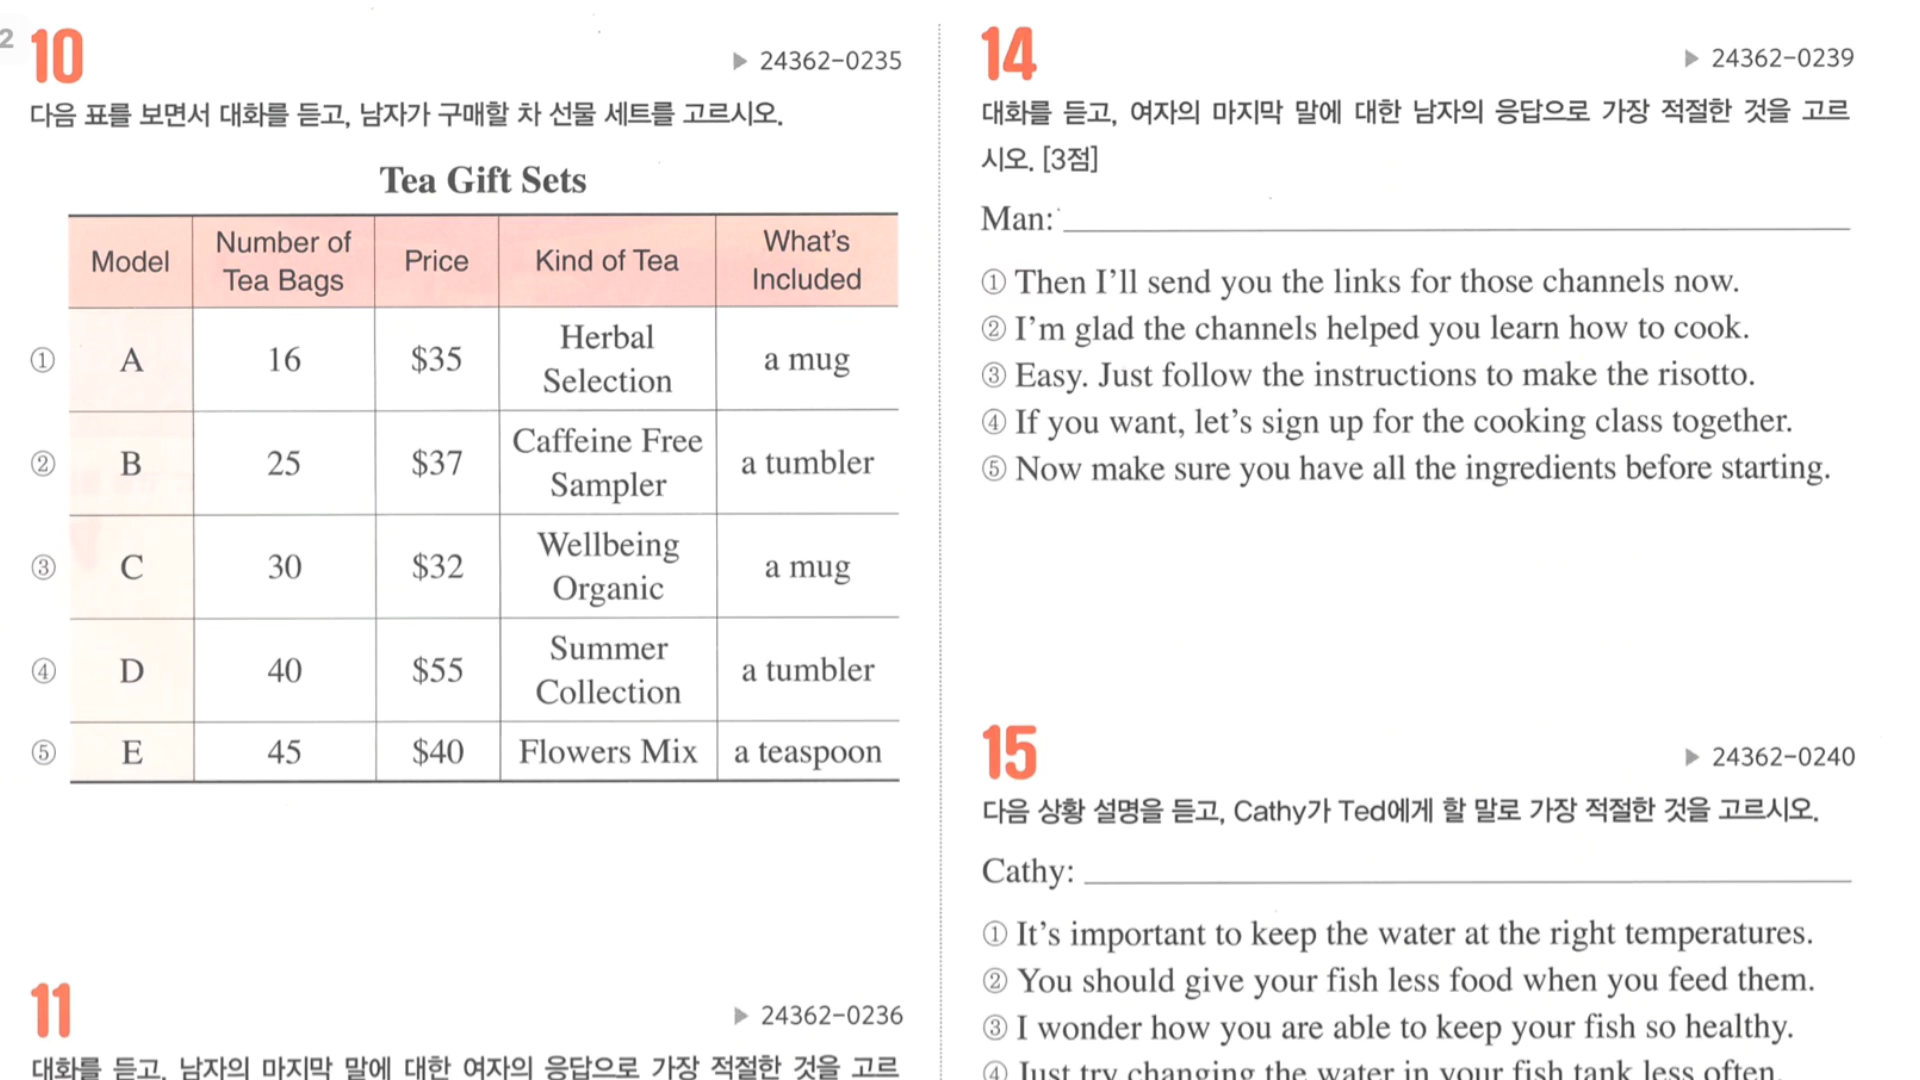 2
10
▶ 24362-0235
다음 표를 보면서 대화를 듣고, 남자가 구매할 차 선물 세트를 고르시오.
Tea Gift Sets
Model Number of Tea Bags Price Kind of Tea What's Included
① A 16 $35 Herbal Selection a mug
② B 25 $37 Caffeine Free Sampler a tumbler
③ C 30 $32 Wellbeing Organic a mug
④ D 40 $55 Summer Collection a tumbler
⑤ E 45 $40 Flowers Mix a teaspoon
11
▶ 24362-0236
대화를 듣고, 남자의 마지막 말에 대한 여자의 응답으로 가장 적절한 것을 고르
14
▶ 24362-0239
대화를 듣고, 여자의 마지막 말에 대한 남자의 응답으로 가장 적절한 것을 고르
시오. [3점]
Man:
① Then I'll send you the links for those channels now.
② I'm glad the channels helped you learn how to cook.
③ Easy. Just follow the instructions to make the risotto.
④ If you want, let's sign up for the cooking class together.
⑤ Now make sure you have all the ingredients before starting.
15
▶ 24362-0240
다음 상황 설명을 듣고, Cathy가 Ted에게 할 말로 가장 적절한 것을 고르시오.
Cathy:
① It's important to keep the water at the right temperatures.
② You should give your fish less food when you feed them.
③ I wonder how you are able to keep your fish so healthy.
④ Just try changing the water in your fish tank less often.